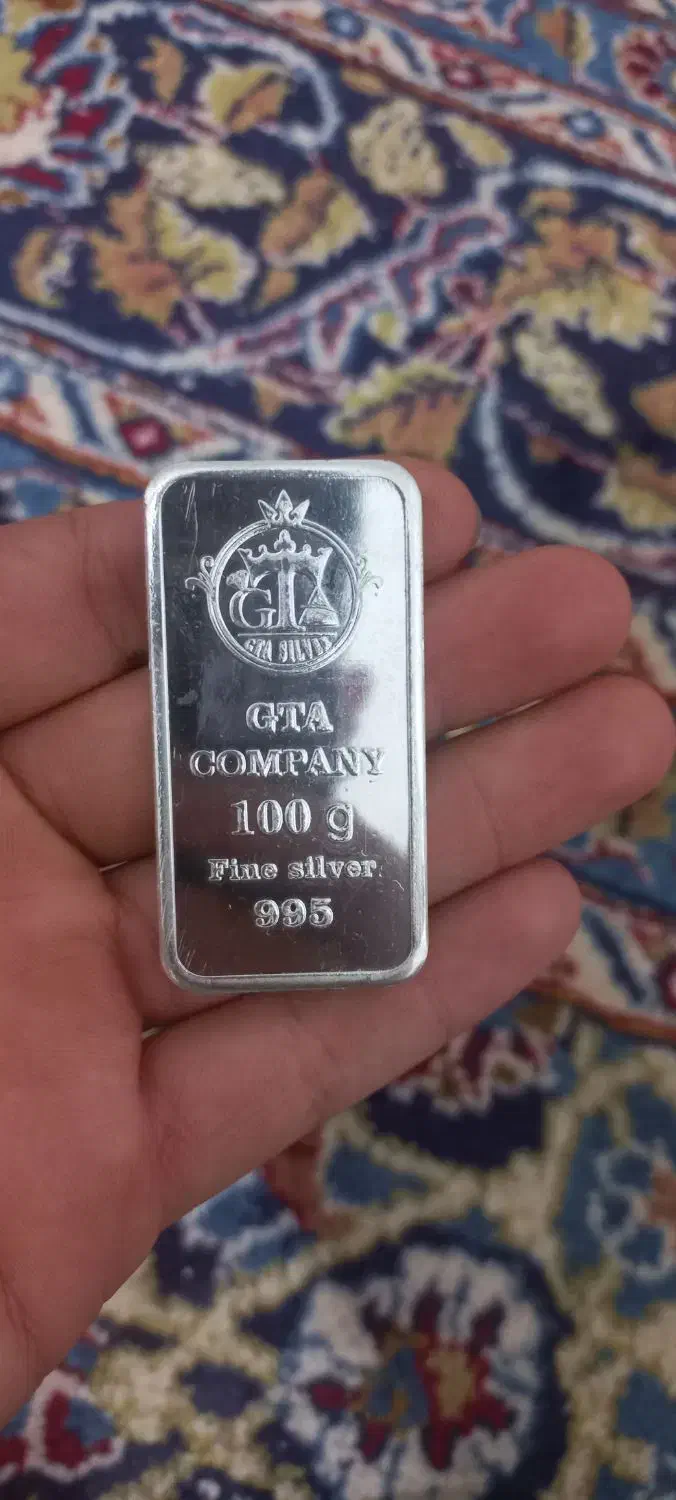 GTA
GTA SILVER
GTA
COMPANY
100 g
Fine silver
995